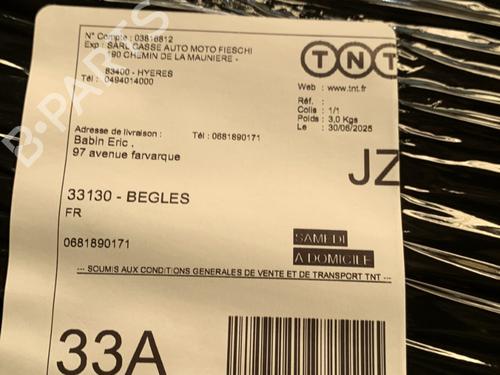 N° Compte : 03816812
Exp : SARL CASSE AUTO MOTO FIESCHI
190 CHEMIN DE LA MAUNIERE -
83400 - HYERES
Tél : 0494014000
TNT
Web : www.tnt.fr
Réf. :
Colis : 1/1
Poids : 3,0 Kgs
Le : 30/06/2025
Adresse de livraison :
Tél : 0681890171
Babin Eric ,
97 avenue farvarque
JZ
33130 - BEGLES
FR
0681890171
SAMEDI
A DOMICILE
--- SOUMIS AUX CONDITIONS GENERALES DE VENTE ET DE TRANSPORT TNT ---
33A
B-PARTS